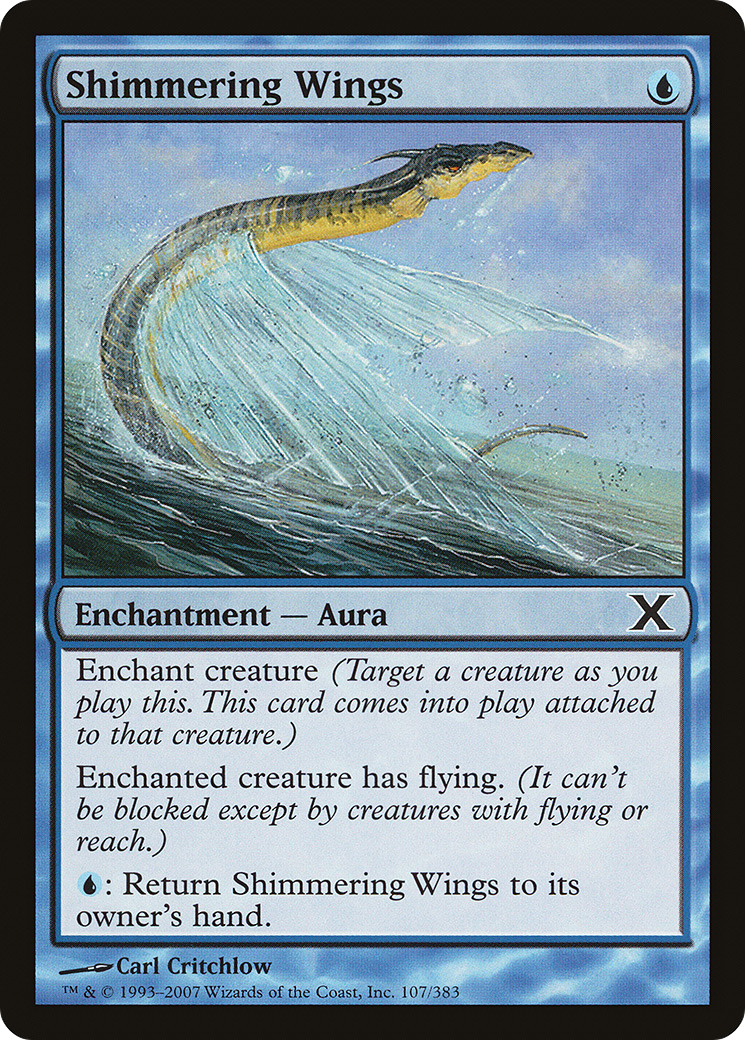 Shimmering Wings
Enchantment — Aura
X
Enchant creature (Target a creature as you
play this. This card comes into play attached
to that creature.)
Enchanted creature has flying. (It can't
be blocked except by creatures with flying or
reach.)
: Return Shimmering Wings to its
owner's hand.
Carl Critchlow
™ & © 1993–2007 Wizards of the Coast, Inc. 107/383